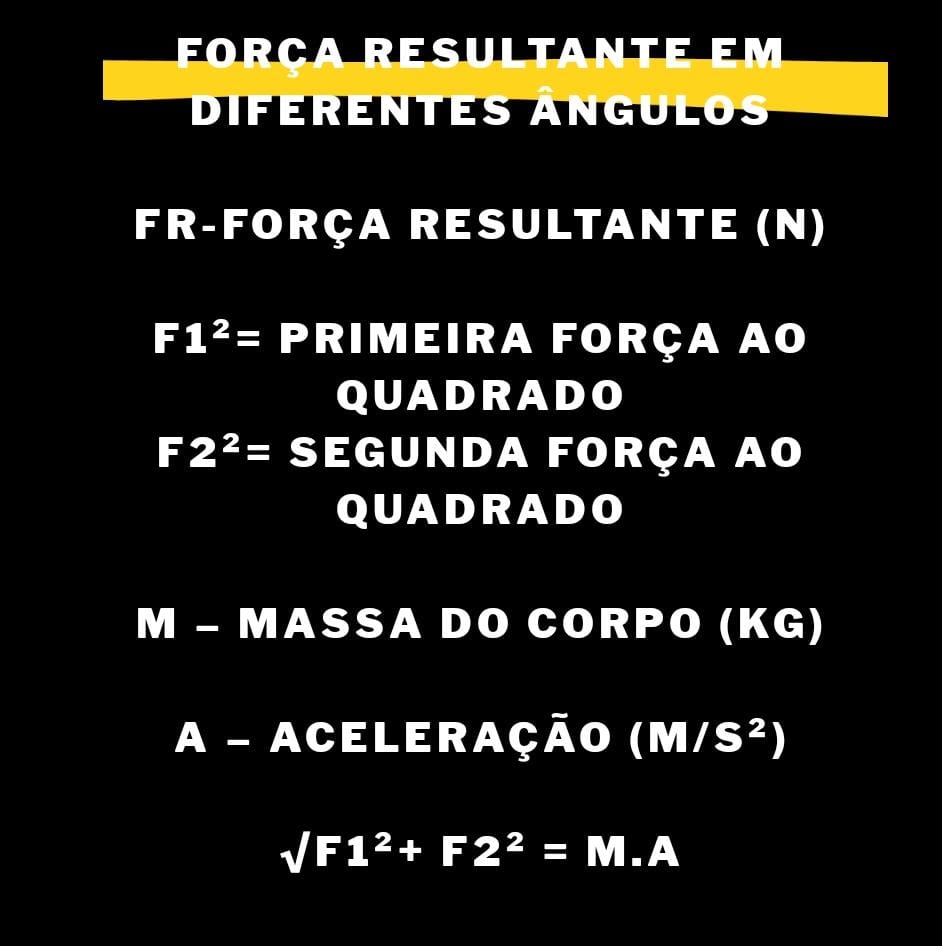 FORÇA RESULTANTE EM
DIFERENTES ÂNGULOS
FR-FORÇA RESULTANTE (N)
F1²= PRIMEIRA FORÇA AO
QUADRADO
F2²= SEGUNDA FORÇA AO
QUADRADO
M – MASSA DO CORPO (KG)
A – ACELERAÇÃO (M/S²)
√F1²+ F2² = M.A